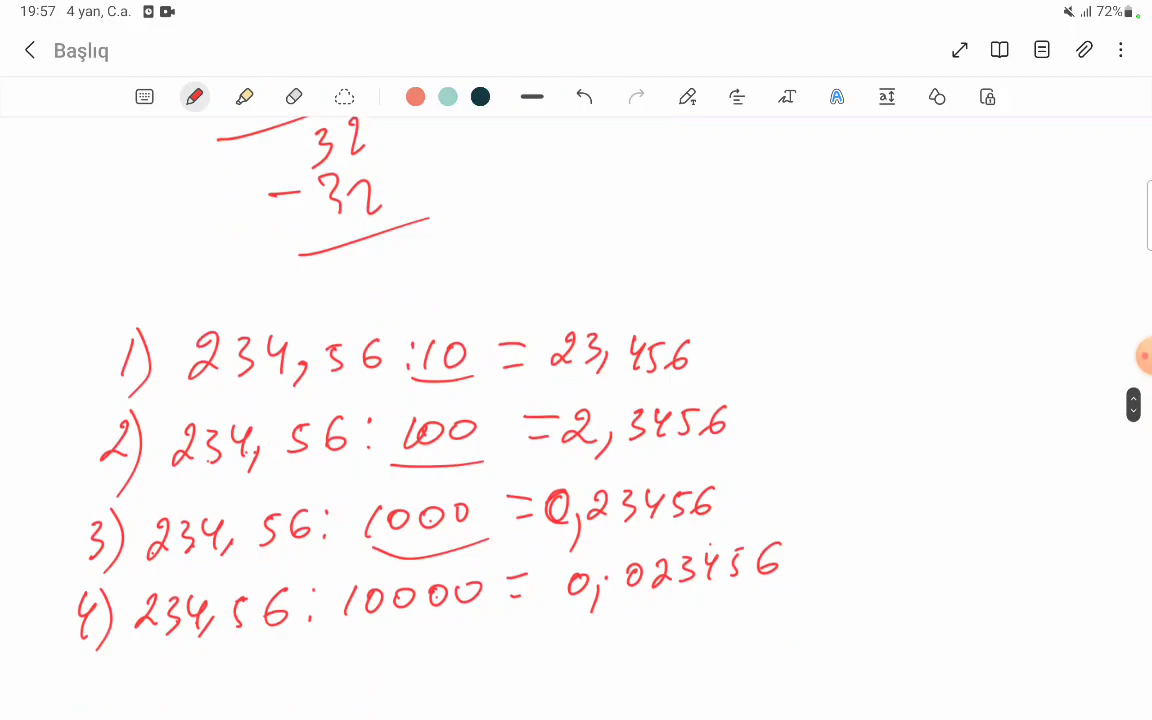 19:57 4 yan, C.a. 72%
Başlıq
32
- 32
1) 234,56 :10 = 23,456
2) 234,56 : 100 = 2,3456
3) 234,56 : 1000 = 0,23456
4) 234,56 : 10000 = 0,023456